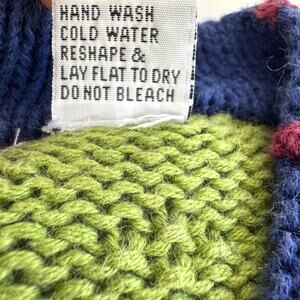 HAND WASH
COLD WATER
RESHAPE &
LAY FLAT TO DRY
DO NOT BLEACH